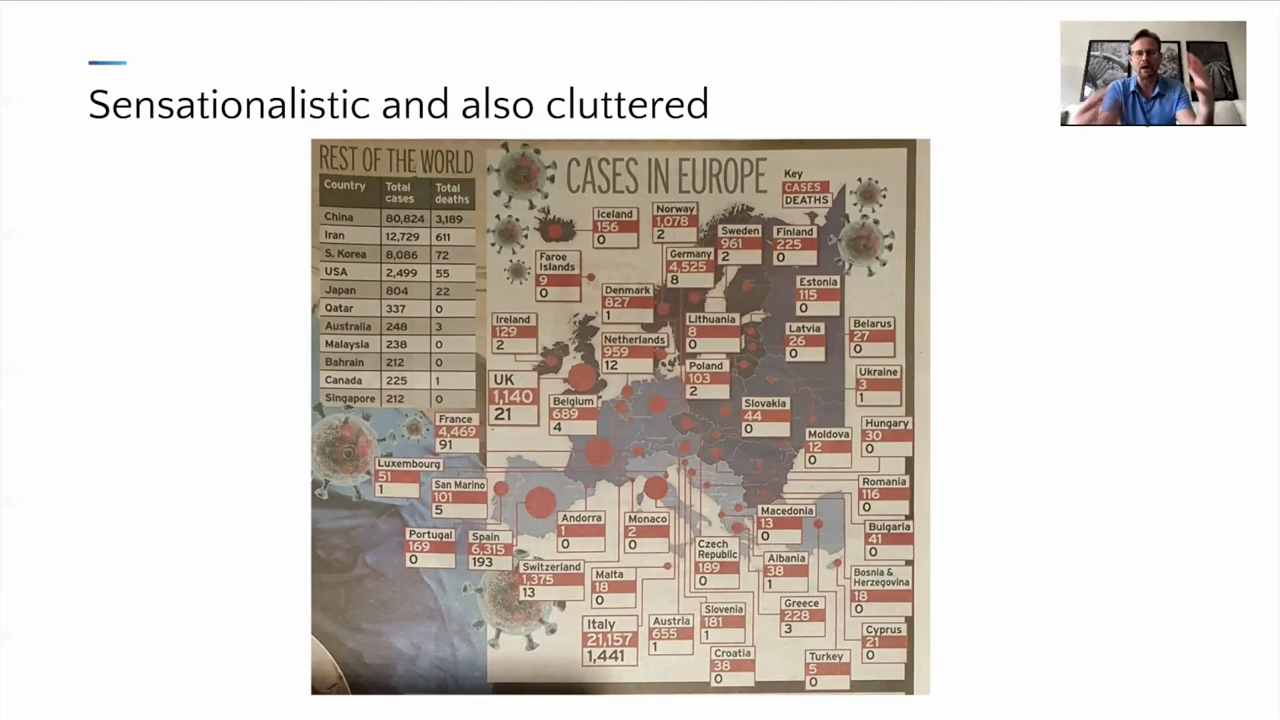 Sensationalistic and also cluttered
REST OF THE WORLD
Country Total cases Total deaths
China 80,824 3,189
Iran 12,729 611
S. Korea 8,086 72
USA 2,499 55
Japan 804 22
Qatar 337 0
Australia 248 3
Malaysia 238 0
Bahrain 212 0
Canada 225 1
Singapore 212 0
CASES IN EUROPE
Key
CASES
DEATHS
Iceland
156
0
Norway
1,078
2
Sweden
961
2
Finland
225
0
Faroe
Islands
9
0
Germany
4,525
8
Denmark
827
1
Estonia
115
0
Ireland
129
2
Lithuania
8
0
Latvia
26
0
Belarus
27
0
Netherlands
959
12
Poland
103
2
Ukraine
3
1
UK
1,140
21
Belgium
689
4
Slovakia
44
0
France
4,469
91
Moldova
12
0
Hungary
30
0
Luxembourg
51
1
San Marino
101
5
Romania
116
0
Portugal
169
0
Spain
6,315
193
Andorra
1
0
Monaco
2
0
Macedonia
13
0
Bulgaria
41
0
Switzerland
1,375
13
Malta
18
0
Czech
Republic
189
0
Albania
38
1
Bosnia &
Herzegovina
18
0
Italy
21,157
1,441
Austria
655
1
Slovenia
181
1
Greece
228
3
Cyprus
21
0
Croatia
38
0
Turkey
5
0